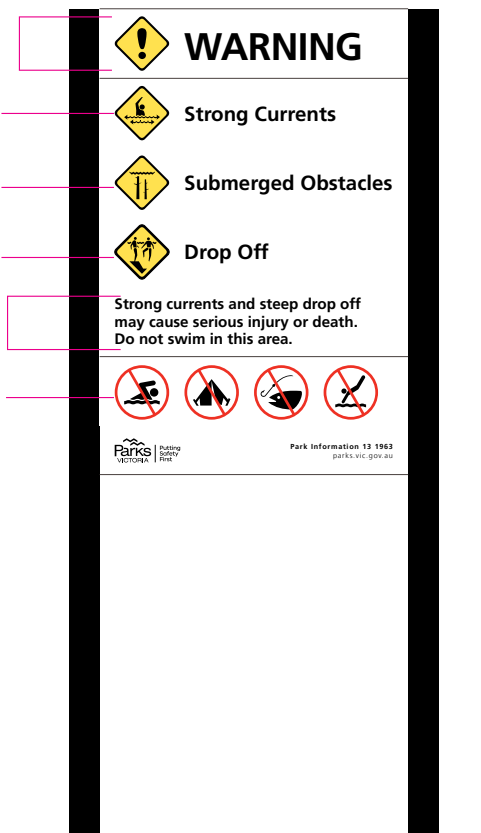 WARNING
Strong Currents
Submerged Obstacles
Drop Off
Strong currents and steep drop off
may cause serious injury or death.
Do not swim in this area.
Parks
VICTORIA
Putting
Safety
First
Park Information 13 1963
parks.vic.gov.au